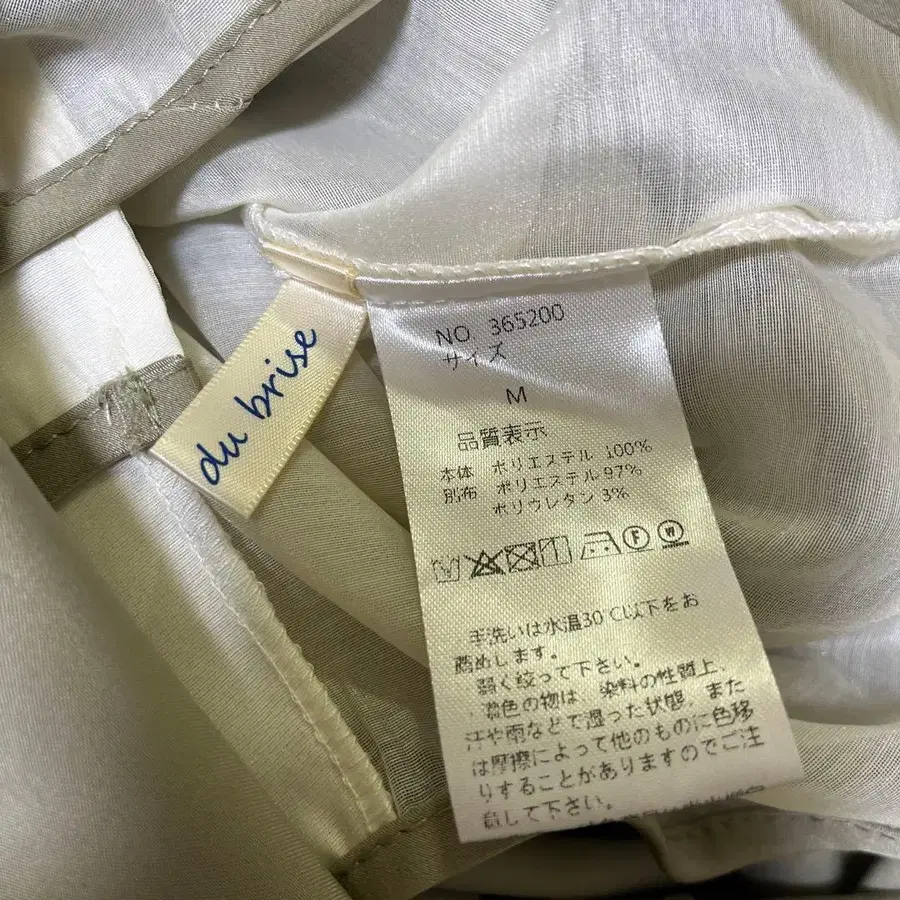 du brise
NO 365200
サイズ
M
品質表示
本体 ポリエステル 100%
別布 ポリエステル 97%
ポリウレタン 3%
F W
手洗いは水温30℃以下をお
薦めします。
弱く絞って下さい。
濃色の物は、染料の性質上、
汗や雨などで湿った状態、また
は摩擦によって他のものに色移
りすることがありますのでご注
意して下さい。